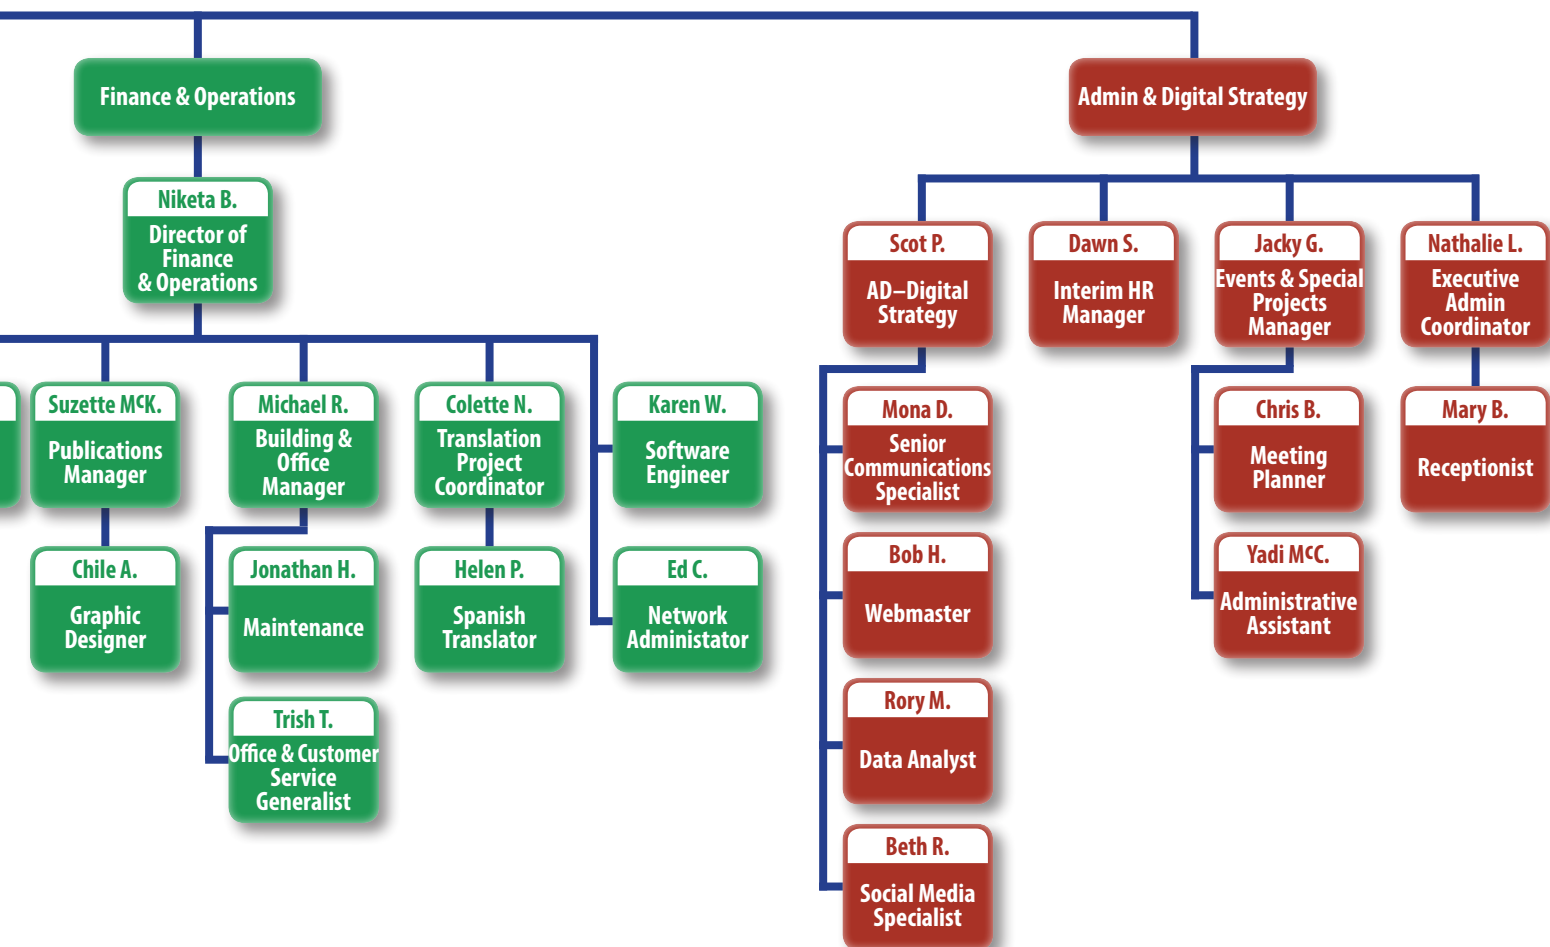 Finance & Operations
Admin & Digital Strategy
Niketa B.
Director of
Finance
& Operations
Scot P.
AD–Digital
Strategy
Dawn S.
Interim HR
Manager
Jacky G.
Events & Special
Projects
Manager
Nathalie L.
Executive
Admin
Coordinator
Suzette McK.
Publications
Manager
Michael R.
Building &
Office
Manager
Colette N.
Translation
Project
Coordinator
Karen W.
Software
Engineer
Mona D.
Senior
Communications
Specialist
Chris B.
Meeting
Planner
Mary B.
Receptionist
Chile A.
Graphic
Designer
Jonathan H.
Maintenance
Helen P.
Spanish
Translator
Ed C.
Network
Administator
Bob H.
Webmaster
Yadi McC.
Administrative
Assistant
Trish T.
Office & Customer
Service
Generalist
Rory M.
Data Analyst
Beth R.
Social Media
Specialist